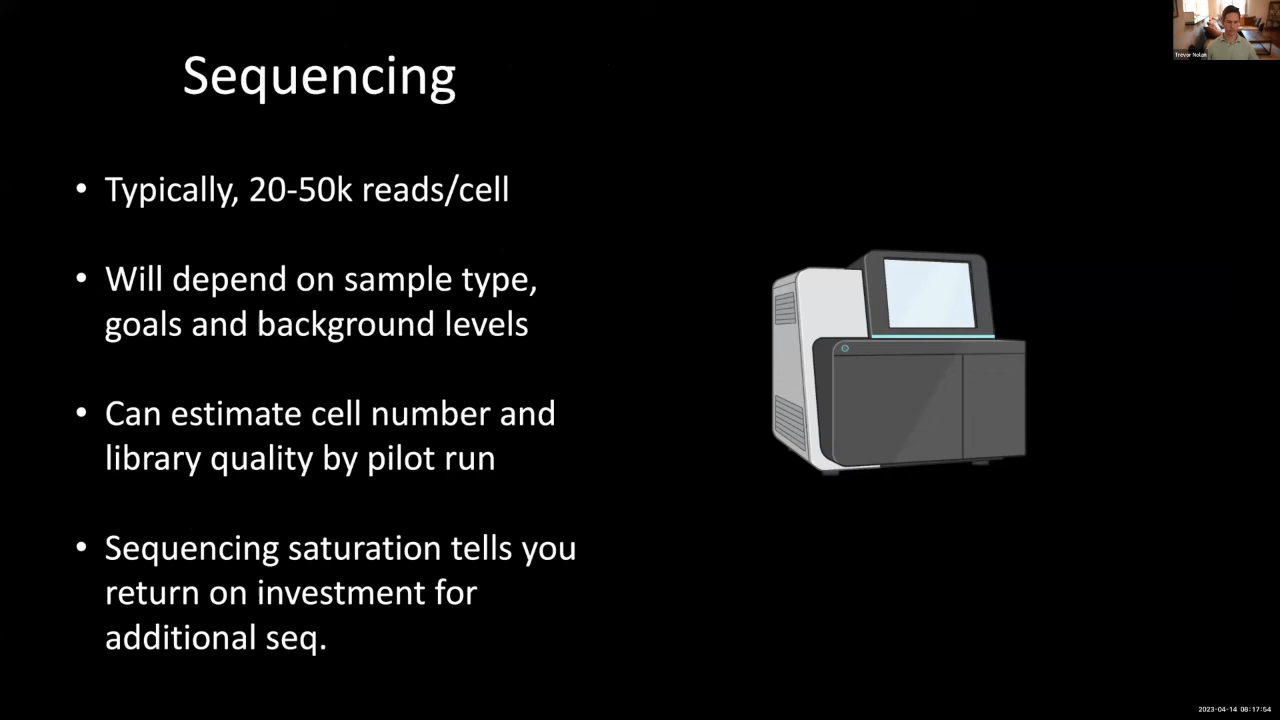 Sequencing
• Typically, 20-50k reads/cell
• Will depend on sample type,
goals and background levels
• Can estimate cell number and
library quality by pilot run
• Sequencing saturation tells you
return on investment for
additional seq.
Trevor Nolan
2023-04-14 08:17:54